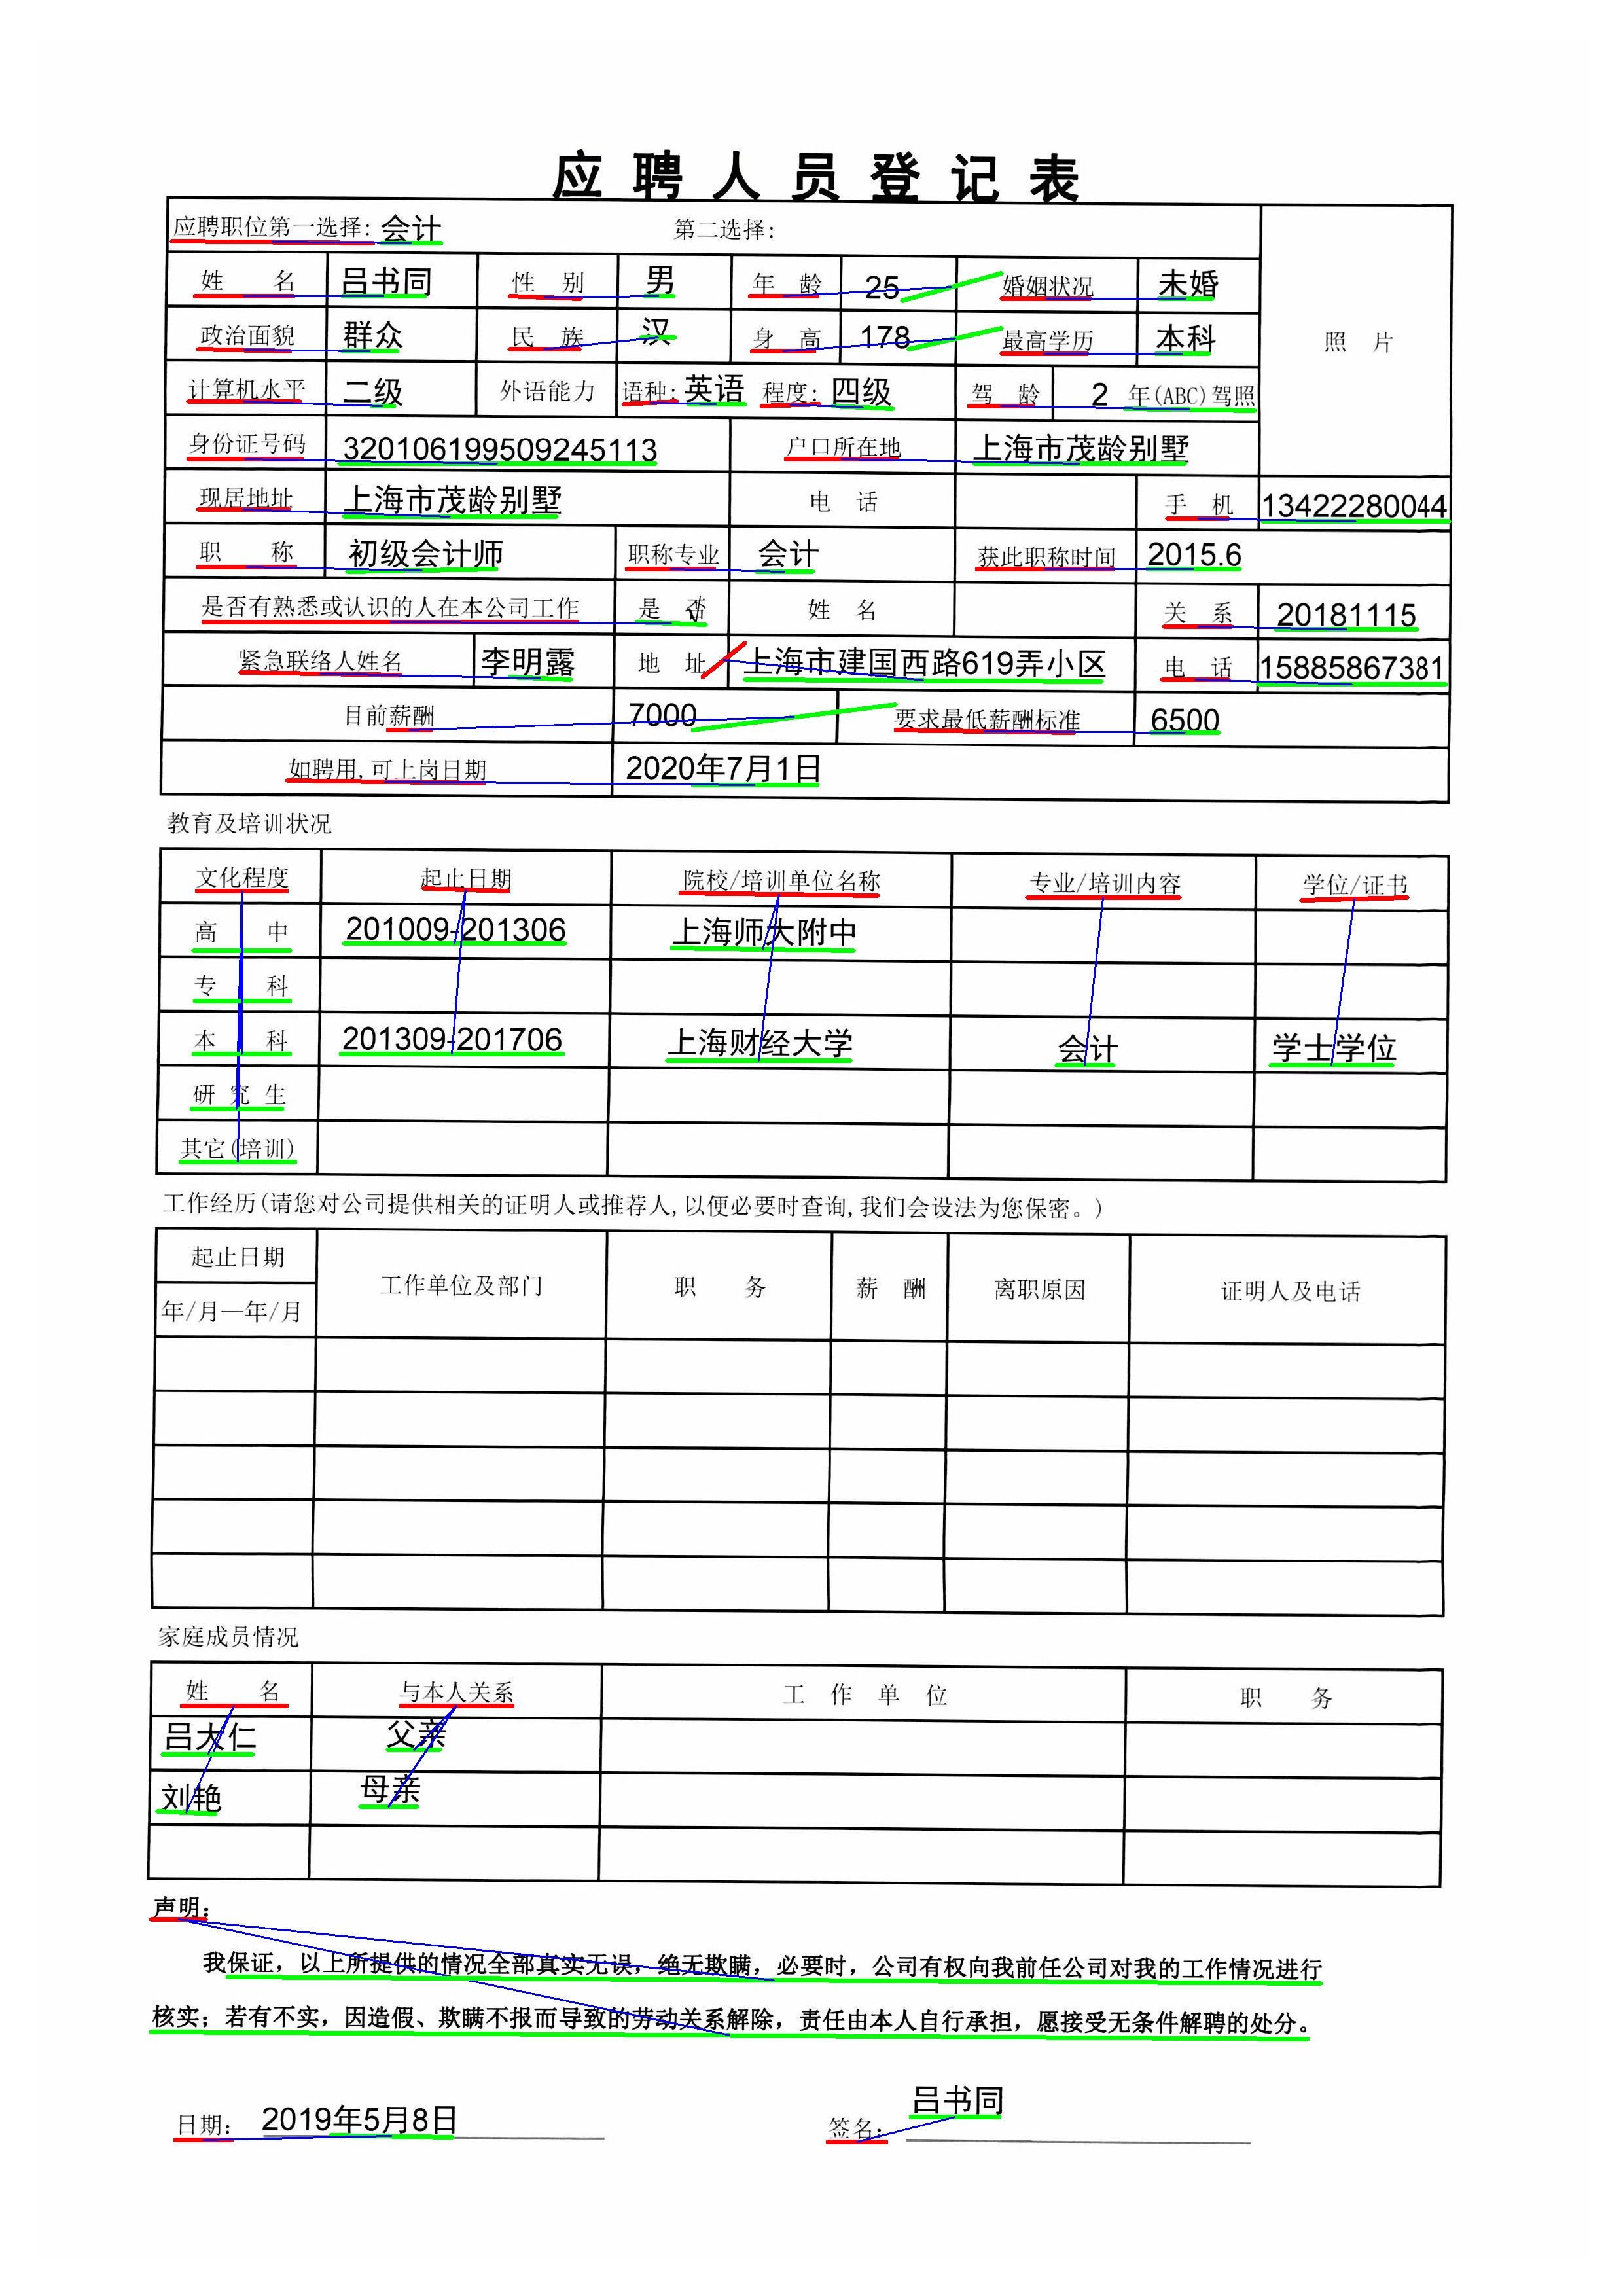 应聘人员登记表
应聘职位第一选择: 会计 第二选择:
姓 名 吕书同 性 别 男 年 龄 25 婚姻状况 未婚
照 片
政治面貌 群众 民 族 汉 身 高 178 最高学历 本科
计算机水平 二级 外语能力 语种: 英语 程度: 四级 驾 龄 2 年(ABC)驾照
身份证号码 320106199509245113 户口所在地 上海市茂龄别墅
现居地址 上海市茂龄别墅 电 话 手 机 13422280044
职 称 初级会计师 职称专业 会计 获此职称时间 2015.6
是否有熟悉或认识的人在本公司工作 是 否 √ 姓 名 关 系 20181115
紧急联络人姓名 李明露 地 址 上海市建国西路619弄小区 电 话 15885867381
目前薪酬 7000 要求最低薪酬标准 6500
如聘用,可上岗日期 2020年7月1日
教育及培训状况
文化程度 起止日期 院校/培训单位名称 专业/培训内容 学位/证书
高 中 201009-201306 上海师大附中
专 科
本 科 201309-201706 上海财经大学 会计 学士学位
研 究 生
其它(培训)
工作经历(请您对公司提供相关的证明人或推荐人,以便必要时查询,我们会设法为您保密。)
起止日期
年/月—年/月 工作单位及部门 职 务 薪 酬 离职原因 证明人及电话
家庭成员情况
姓 名 与本人关系 工 作 单 位 职 务
吕大仁 父亲
刘艳 母亲
声明:
我保证，以上所提供的情况全部真实无误，绝无欺瞒，必要时，公司有权向我前任公司对我的工作情况进行
核实；若有不实，因造假、欺瞒不报而导致的劳动关系解除，责任由本人自行承担，愿接受无条件解聘的处分。
日期: 2019年5月8日 签名: 吕书同